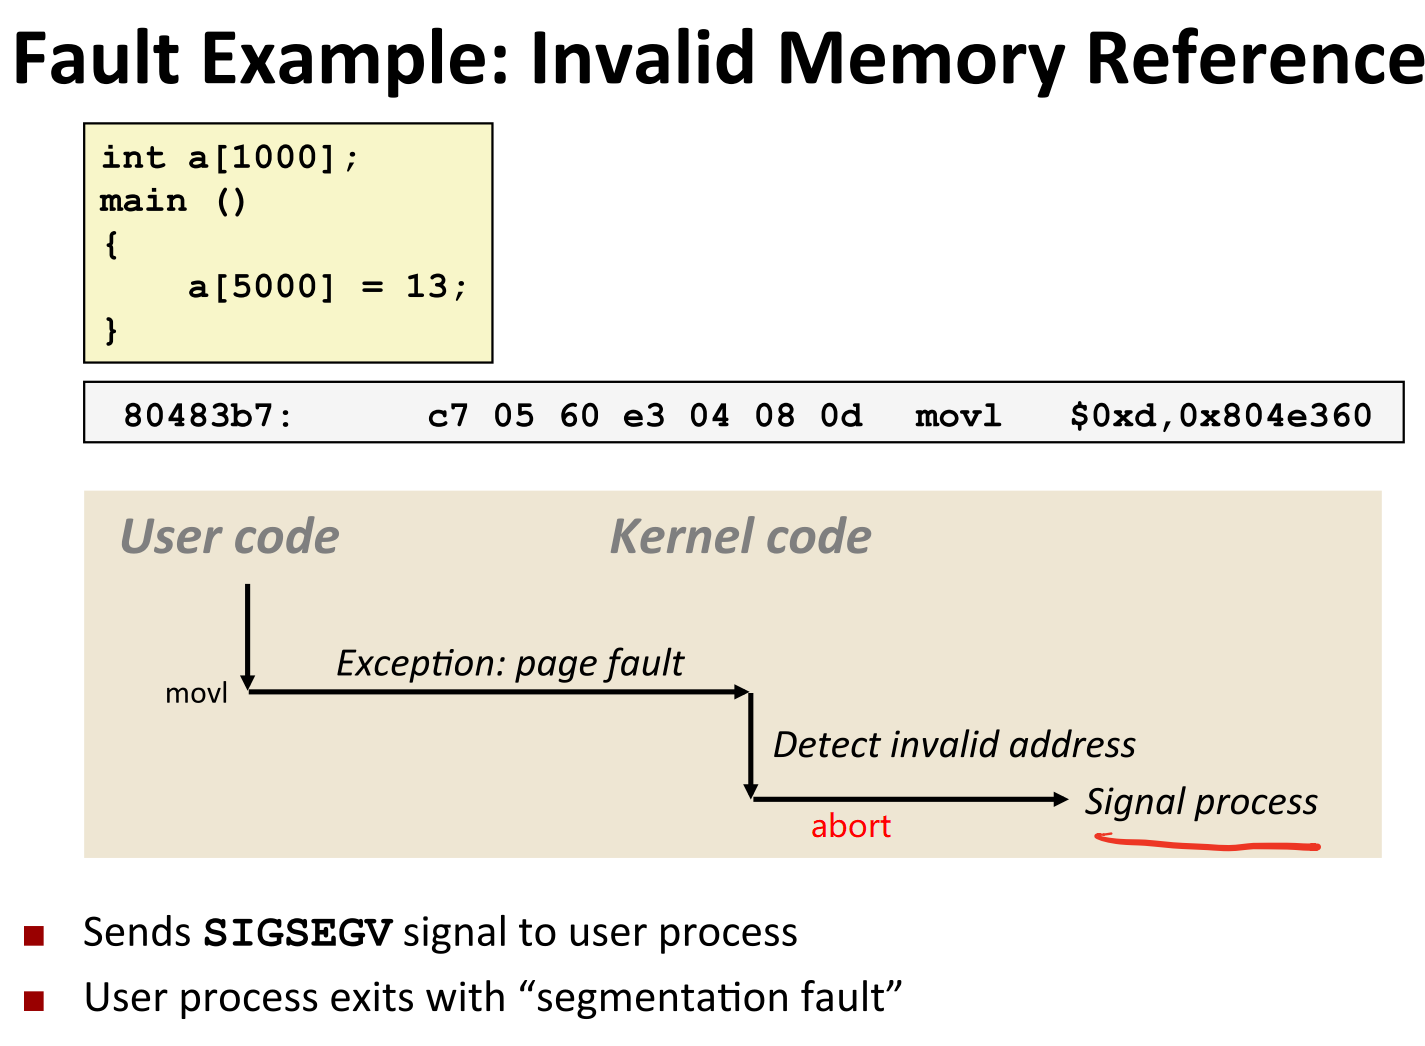 Fault Example: Invalid Memory Reference
int a[1000];
main ()
{
a[5000] = 13;
}
80483b7: c7 05 60 e3 04 08 0d movl $0xd,0x804e360
User code Kernel code
Exception: page fault
movl
Detect invalid address
Signal process
abort
Sends SIGSEGV signal to user process
User process exits with “segmentation fault”